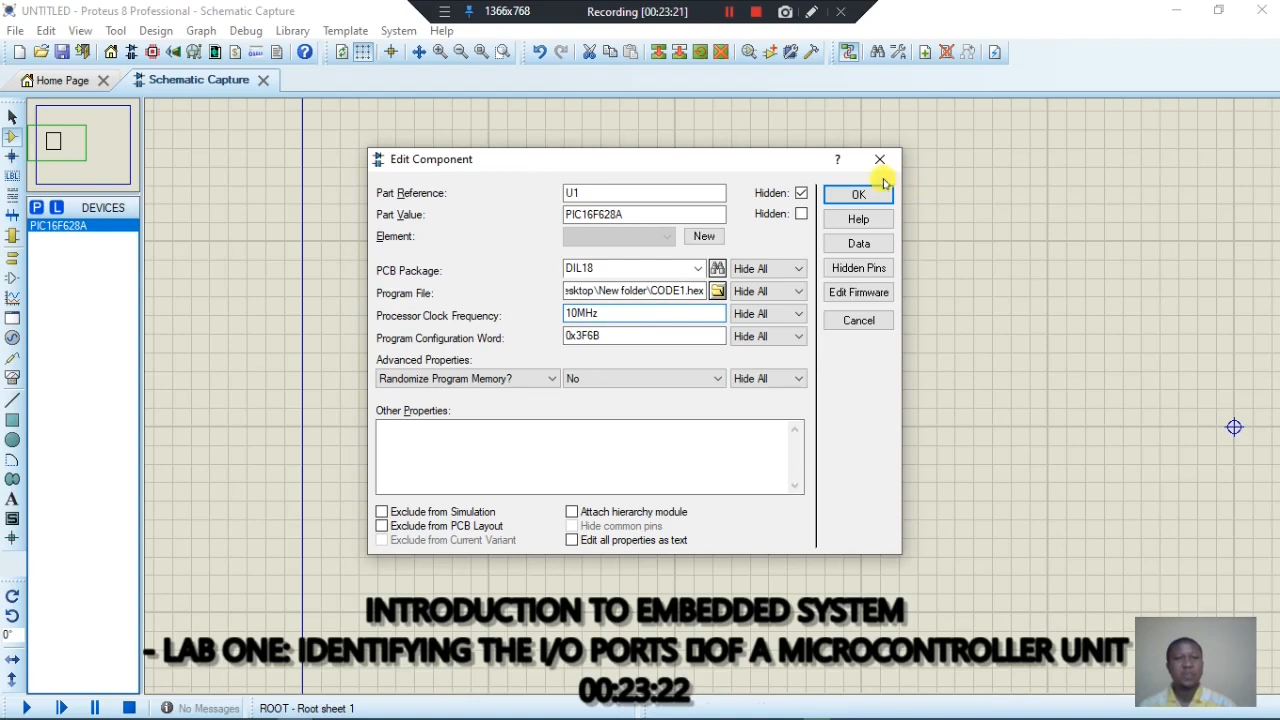 UNTITLED - Proteus 8 Professional - Schematic Capture
1366x768
Recording [00:23:21]
File Edit View Tool Design Graph Debug Library Template System Help
Home Page
Schematic Capture
P L DEVICES
PIC16F628A
Edit Component
?
Part Reference:
U1
Hidden:
OK
Part Value:
PIC16F628A
Hidden:
Help
Element:
New
Data
PCB Package:
DIL18
Hide All
Hidden Pins
Program File:
esktop\New folder\CODE1.hex
Hide All
Edit Firmware
Processor Clock Frequency:
10MHz
Hide All
Cancel
Program Configuration Word:
0x3F6B
Hide All
Advanced Properties:
Randomize Program Memory?
No
Hide All
Other Properties:
Exclude from Simulation
Attach hierarchy module
Exclude from PCB Layout
Hide common pins
Exclude from Current Variant
Edit all properties as text
LBL
A
S
0°
INTRODUCTION TO EMBEDDED SYSTEM
- LAB ONE: IDENTIFYING THE I/O PORTS OF A MICROCONTROLLER UNIT
00:23:22
No Messages
ROOT - Root sheet 1